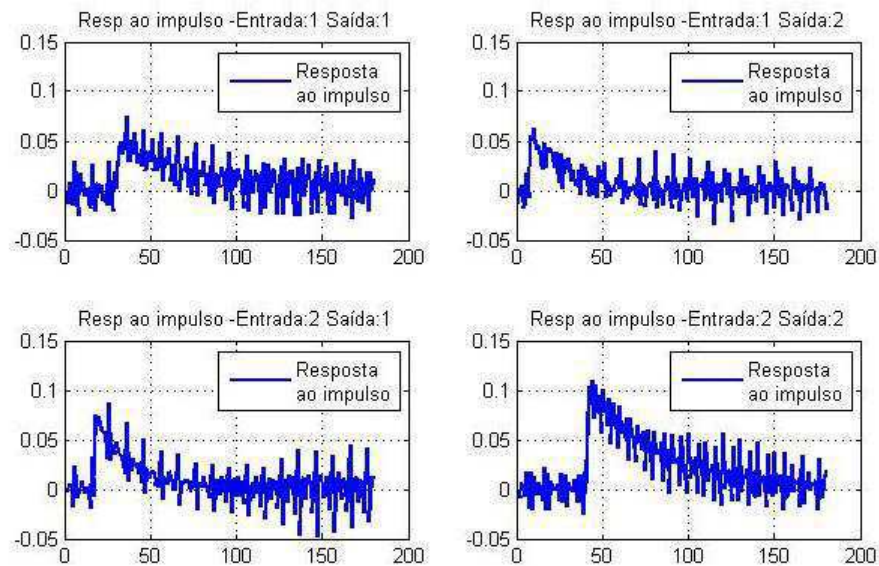 Resp ao impulso -Entrada:1 Saída:1
0.15
0.1
0.05
0
-0.05
0 50 100 150 200
Resposta
ao impulso
Resp ao impulso -Entrada:1 Saída:2
0.15
0.1
0.05
0
-0.05
0 50 100 150 200
Resposta
ao impulso
Resp ao impulso -Entrada:2 Saída:1
0.15
0.1
0.05
0
-0.05
0 50 100 150 200
Resposta
ao impulso
Resp ao impulso -Entrada:2 Saída:2
0.15
0.1
0.05
0
-0.05
0 50 100 150 200
Resposta
ao impulso